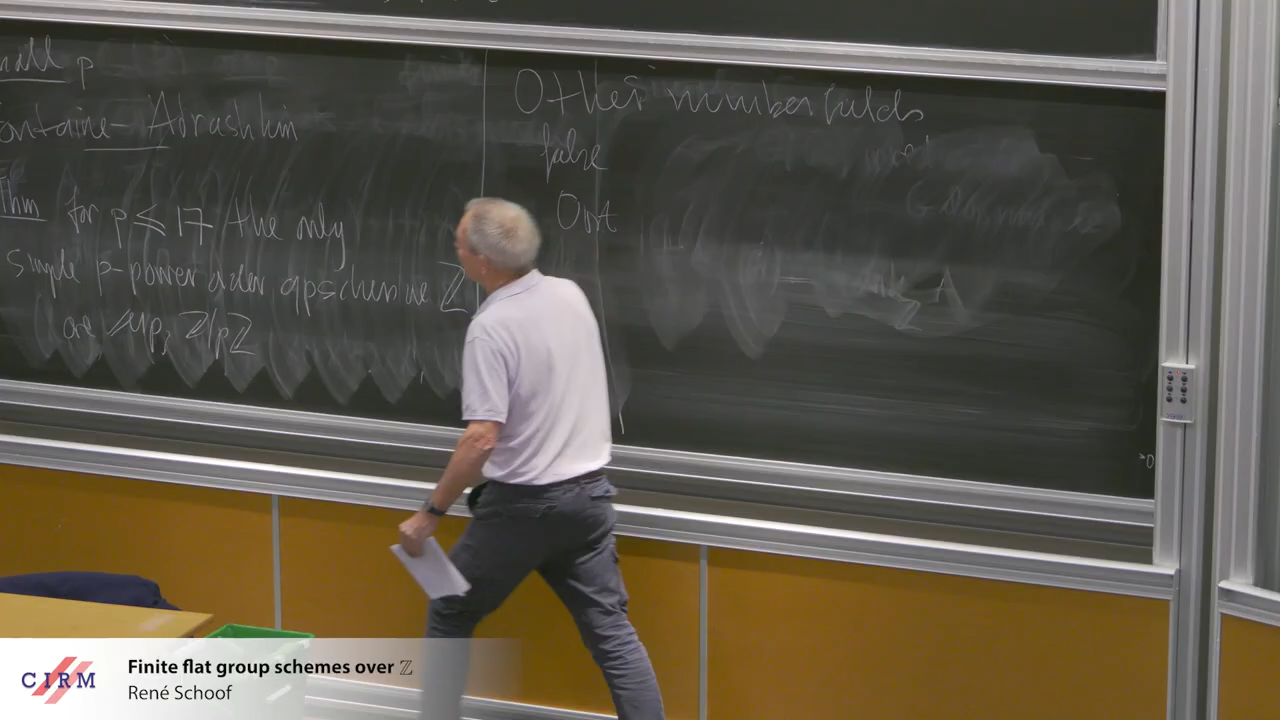 small p
Fontaine–Abrashkin
Thm for p ≤ 17 the only
simple p-power order gpscheme / ℤ
are μp, ℤ/pℤ
Other number fields
false
CIRM
Finite flat group schemes over ℤ
René Schoof